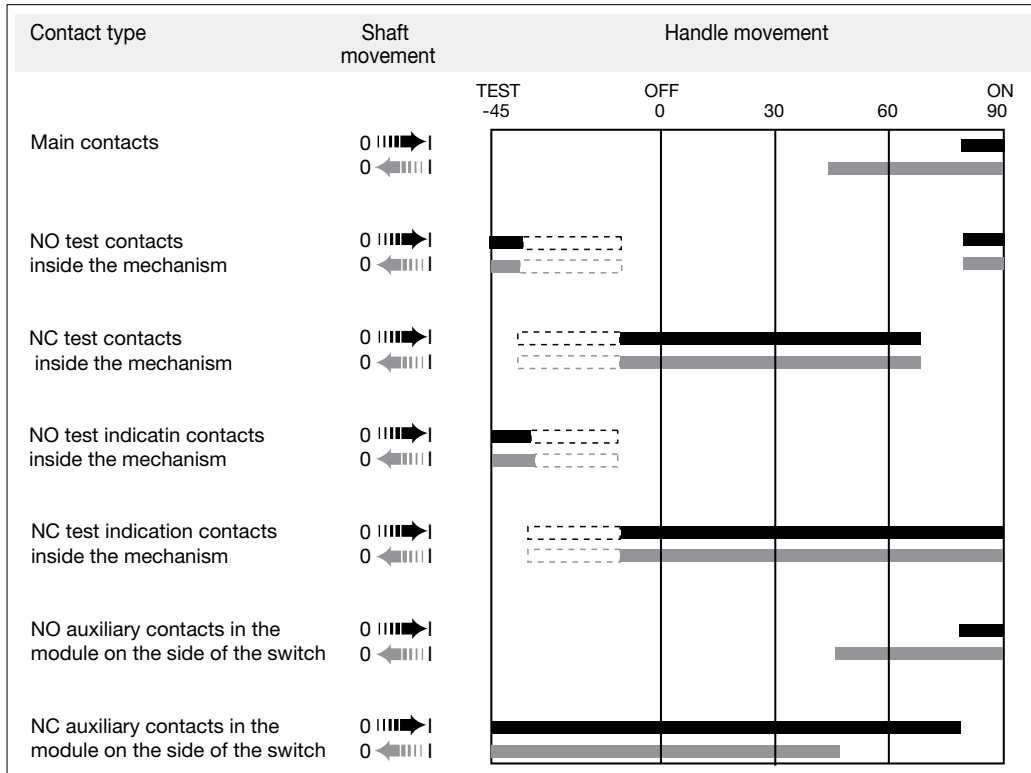 Contact type Shaft movement Handle movement
TEST OFF ON
-45 0 30 60 90
Main contacts 0 I
0 I
NO test contacts 0 I
inside the mechanism 0 I
NC test contacts 0 I
inside the mechanism 0 I
NO test indicatin contacts 0 I
inside the mechanism 0 I
NC test indication contacts 0 I
inside the mechanism 0 I
NO auxiliary contacts in the 0 I
module on the side of the switch 0 I
NC auxiliary contacts in the 0 I
module on the side of the switch 0 I